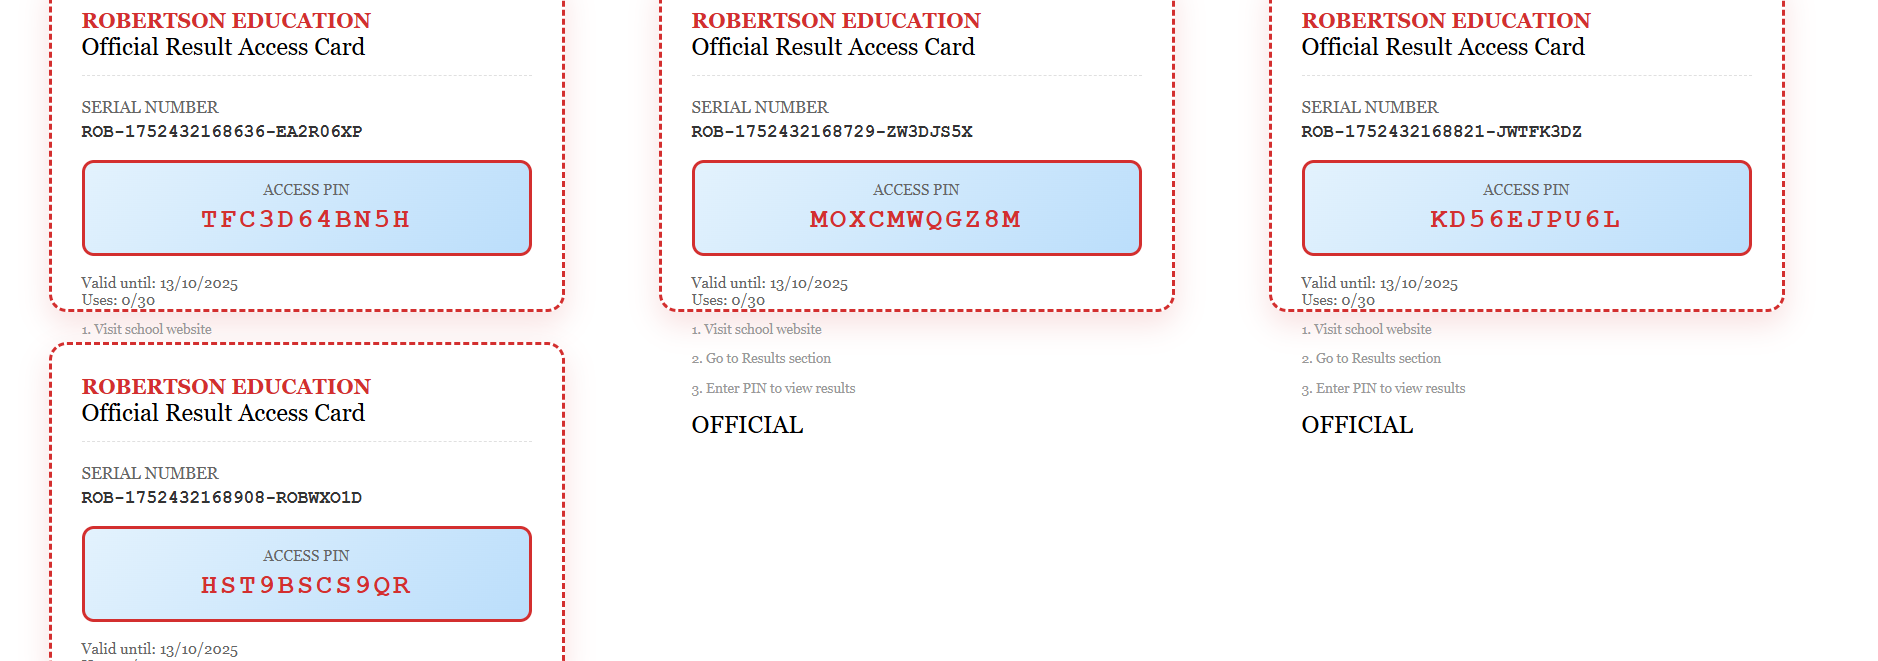 ROBERTSON EDUCATION
Official Result Access Card
SERIAL NUMBER
ROB-1752432168636-EA2R06XP
ACCESS PIN
TFC3D64BN5H
Valid until: 13/10/2025
Uses: 0/30
1. Visit school website
ROBERTSON EDUCATION
Official Result Access Card
SERIAL NUMBER
ROB-1752432168729-ZW3DJS5X
ACCESS PIN
MOXCMWQGZ8M
Valid until: 13/10/2025
Uses: 0/30
1. Visit school website
2. Go to Results section
3. Enter PIN to view results
OFFICIAL
ROBERTSON EDUCATION
Official Result Access Card
SERIAL NUMBER
ROB-1752432168821-JWTFK3DZ
ACCESS PIN
KD56EJPU6L
Valid until: 13/10/2025
Uses: 0/30
1. Visit school website
2. Go to Results section
3. Enter PIN to view results
OFFICIAL
ROBERTSON EDUCATION
Official Result Access Card
SERIAL NUMBER
ROB-1752432168908-ROBWXO1D
ACCESS PIN
HST9BSCS9QR
Valid until: 13/10/2025